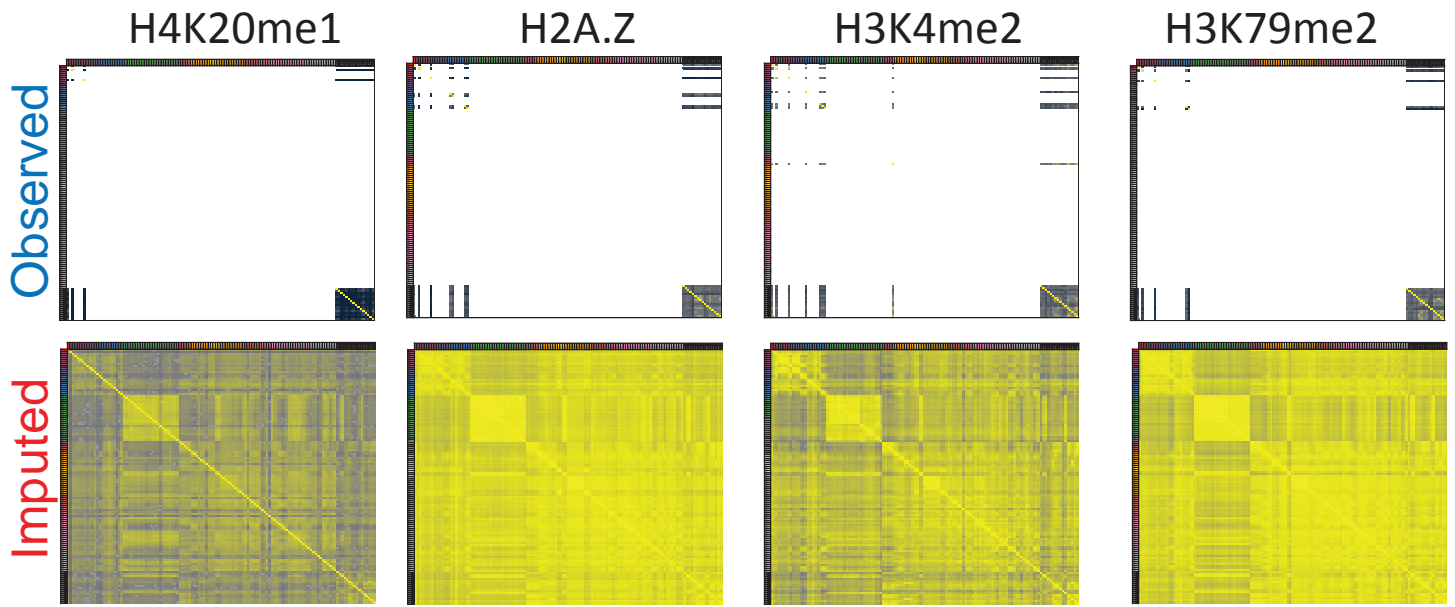 H4K20me1
H2A.Z
H3K4me2
H3K79me2
Observed
Imputed